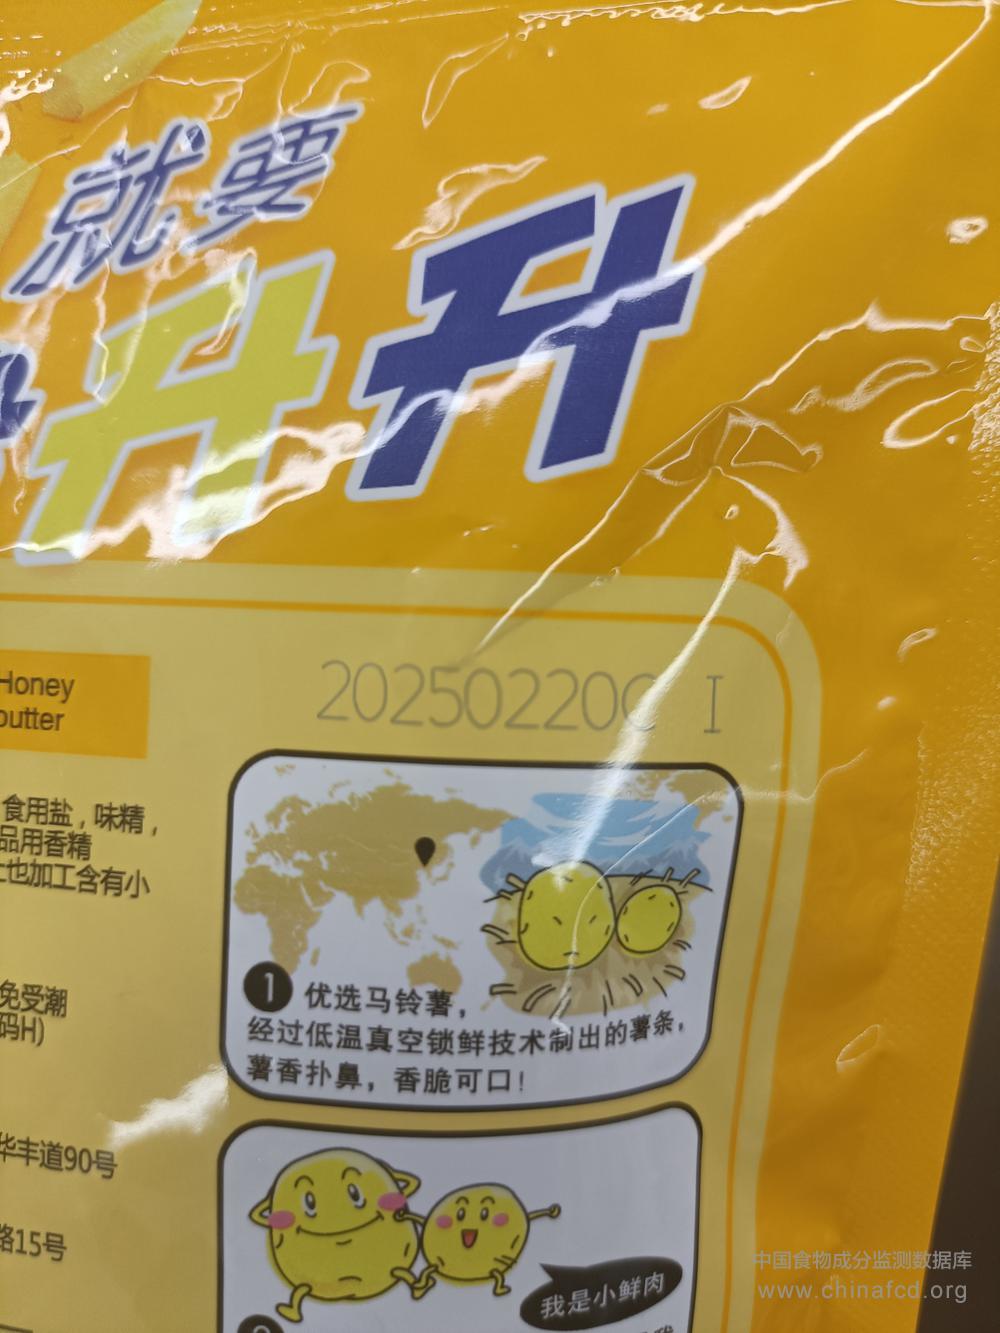 就要
升升
Honey
butter
20250220C I
食用盐，味精，
品用香精
也加工含有小
免受潮
码H)
1 优选马铃薯，
经过低温真空锁鲜技术制出的薯条，
薯香扑鼻，香脆可口！
华丰道90号
路15号
我是小鲜肉
中国食物成分监测数据库
www.chinafcd.org